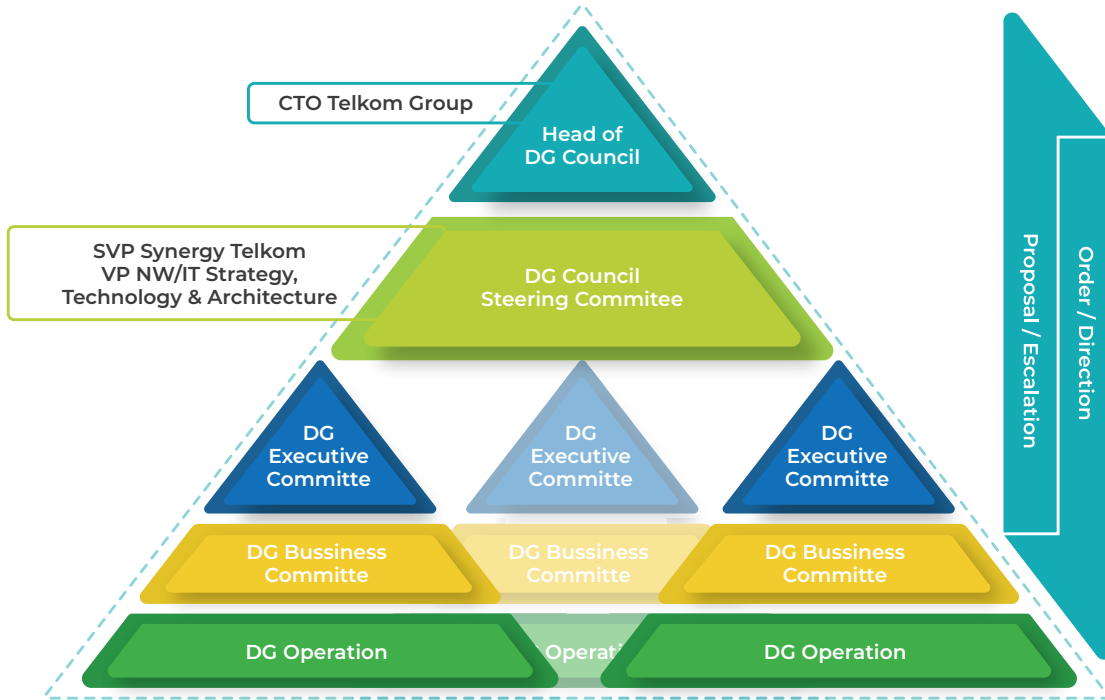 CTO Telkom Group
Head of
DG Council
SVP Synergy Telkom
VP NW/IT Strategy,
Technology & Architecture
DG Council
Steering Commitee
DG
Executive
Committe
DG
Executive
Committe
DG
Executive
Committe
DG Bussiness
Committe
DG Bussiness
Committe
DG Bussiness
Committe
DG Operation
Operati
DG Operation
Proposal / Escalation
Order / Direction